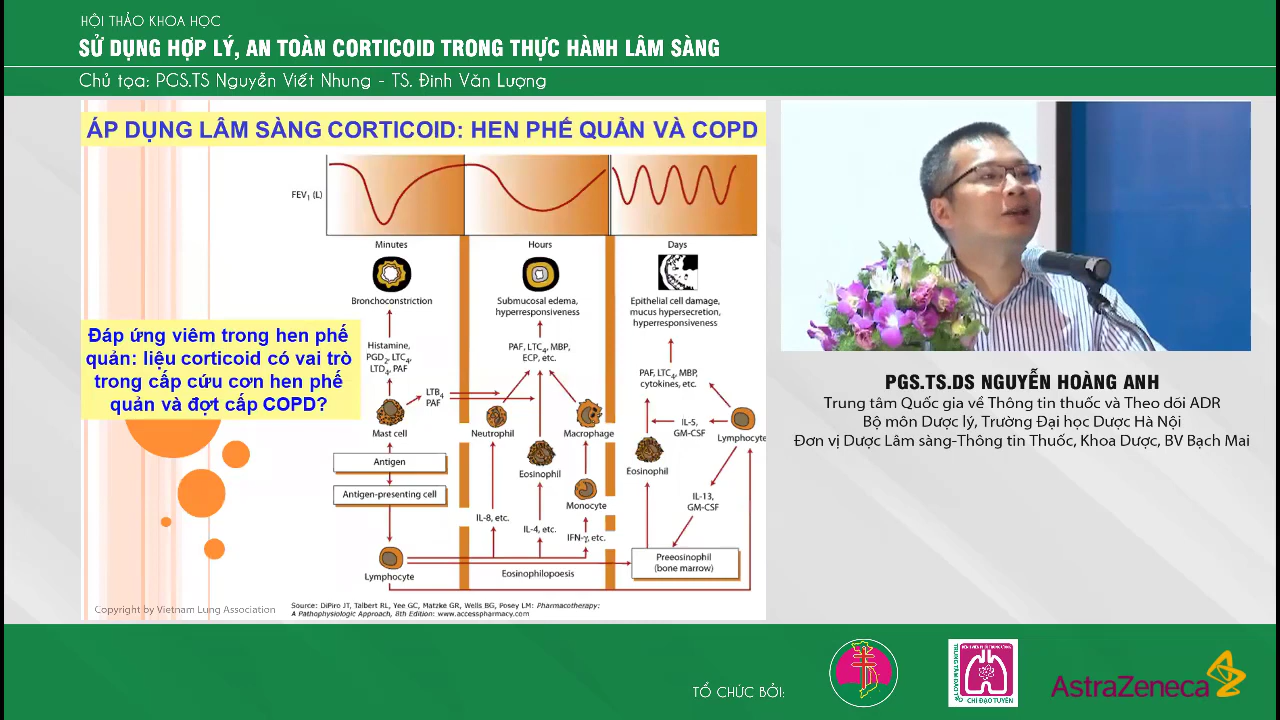 HỘI THẢO KHOA HỌC
SỬ DỤNG HỢP LÝ, AN TOÀN CORTICOID TRONG THỰC HÀNH LÂM SÀNG
Chủ tọa: PGS.TS Nguyễn Viết Nhung - TS. Đinh Văn Lượng
ÁP DỤNG LÂM SÀNG CORTICOID: HEN PHẾ QUẢN VÀ COPD
FEV1 (L)
Minutes
Hours
Days
Bronchoconstriction
Submucosal edema,
hyperresponsiveness
Epithelial cell damage,
mucus hypersecretion,
hyperresponsiveness
Đáp ứng viêm trong hen phế
quản: liệu corticoid có vai trò
trong cấp cứu cơn hen phế
quản và đợt cấp COPD?
Histamine,
PGD2, LTC4,
LTD4, PAF
PAF, LTC4, MBP,
ECP, etc.
PAF, LTC4, MBP,
cytokines, etc.
LTB4
PAF
Mast cell
Neutrophil
Macrophage
IL-5,
GM-CSF
Lymphocyte
Antigen
Eosinophil
Eosinophil
Antigen-presenting cell
Monocyte
IL-13,
GM-CSF
IL-8, etc.
IL-4, etc.
IFN-γ, etc.
Preeosinophil
(bone marrow)
Lymphocyte
Eosinophilopoesis
Copyright by Vietnam Lung Association
Source: DiPiro JT, Talbert RL, Yee GC, Matzke GR, Wells BG, Posey LM: Pharmacotherapy:
A Pathophysiologic Approach, 8th Edition: www.accesspharmacy.com
PGS.TS.DS NGUYỄN HOÀNG ANH
Trung tâm Quốc gia về Thông tin thuốc và Theo dõi ADR
Bộ môn Dược lý, Trường Đại học Dược Hà Nội
Đơn vị Dược Lâm sàng-Thông tin Thuốc, Khoa Dược, BV Bạch Mai
TỔ CHỨC BỞI:
CHỈ ĐẠO TUYẾN
AstraZeneca